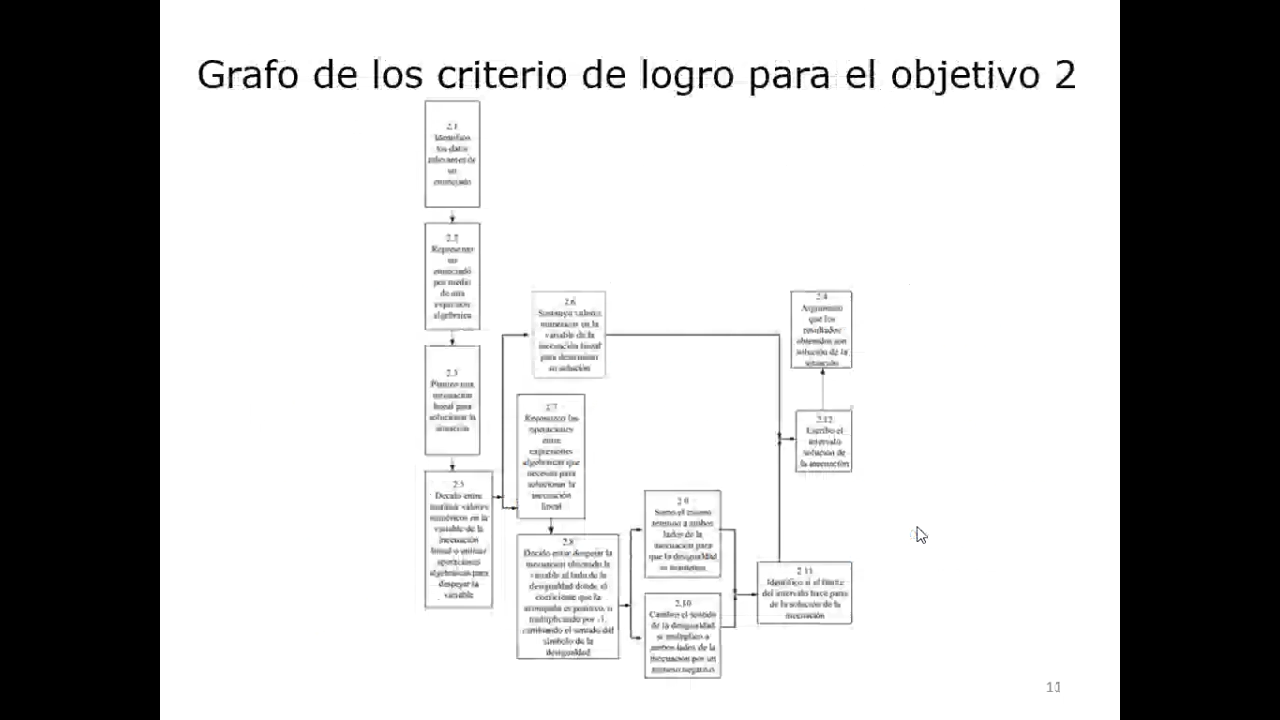 Grafo de los criterio de logro para el objetivo 2
2.1
Identifico
los datos
relevantes de
un
enunciado
2.2
Represento
un
enunciado
por medio
de una
expresión
algebraica
2.3
Planteo una
inecuación
lineal para
solucionar la
situación
2.5
Decido entre
sustituir valores
numéricos en la
variable de la
inecuación
lineal o utilizar
operaciones
algebraicas para
despejar la
variable
2.6
Sustituyo valores
numéricos en la
variable de la
inecuación lineal
para determinar
su solución
2.7
Reconozco las
operaciones
entre
expresiones
algebraicas que
necesito para
solucionar la
inecuación
lineal
2.8
Decido entre despejar la
inecuación ubicando la
variable al lado de la
desigualdad donde el
coeficiente que la
acompaña es positivo, o
multiplicando por -1,
cambiando el sentido del
símbolo de la
desigualdad
2.9
Sumo el mismo
término a ambos
lados de la
inecuación para
que la desigualdad
se mantenga
2.10
Cambio el sentido
de la desigualdad
si multiplico a
ambos lados de la
inecuación por un
número negativo
2.11
Identifico si el límite
del intervalo hace parte
de la solución de la
inecuación
2.12
Escribo el
intervalo
solución de
la inecuación
2.4
Argumento
que los
resultados
obtenidos son
solución de la
situación
11